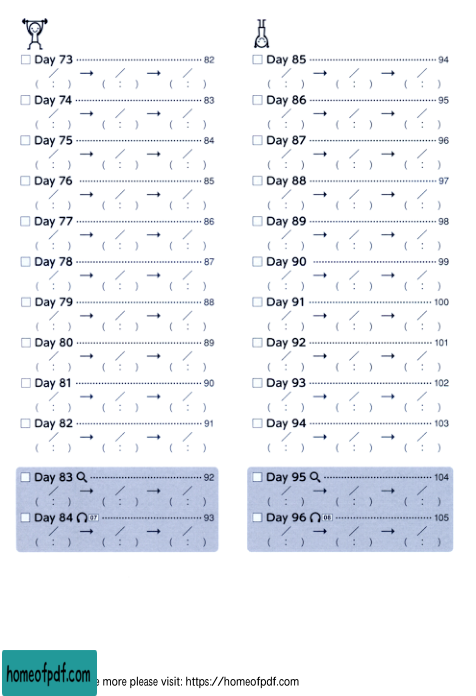 Day 73 82
/ → / → /
( : ) ( : ) ( : )
Day 74 83
/ → / → /
( : ) ( : ) ( : )
Day 75 84
/ → / → /
( : ) ( : ) ( : )
Day 76 85
/ → / → /
( : ) ( : ) ( : )
Day 77 86
/ → / → /
( : ) ( : ) ( : )
Day 78 87
/ → / → /
( : ) ( : ) ( : )
Day 79 88
/ → / → /
( : ) ( : ) ( : )
Day 80 89
/ → / → /
( : ) ( : ) ( : )
Day 81 90
/ → / → /
( : ) ( : ) ( : )
Day 82 91
/ → / → /
( : ) ( : ) ( : )
Day 83 92
/ → / → /
( : ) ( : ) ( : )
Day 84 07 93
/ → / → /
( : ) ( : ) ( : )
Day 85 94
/ → / → /
( : ) ( : ) ( : )
Day 86 95
/ → / → /
( : ) ( : ) ( : )
Day 87 96
/ → / → /
( : ) ( : ) ( : )
Day 88 97
/ → / → /
( : ) ( : ) ( : )
Day 89 98
/ → / → /
( : ) ( : ) ( : )
Day 90 99
/ → / → /
( : ) ( : ) ( : )
Day 91 100
/ → / → /
( : ) ( : ) ( : )
Day 92 101
/ → / → /
( : ) ( : ) ( : )
Day 93 102
/ → / → /
( : ) ( : ) ( : )
Day 94 103
/ → / → /
( : ) ( : ) ( : )
Day 95 104
/ → / → /
( : ) ( : ) ( : )
Day 96 08 105
/ → / → /
( : ) ( : ) ( : )
homeofpdf.com
more please visit: https://homeofpdf.com